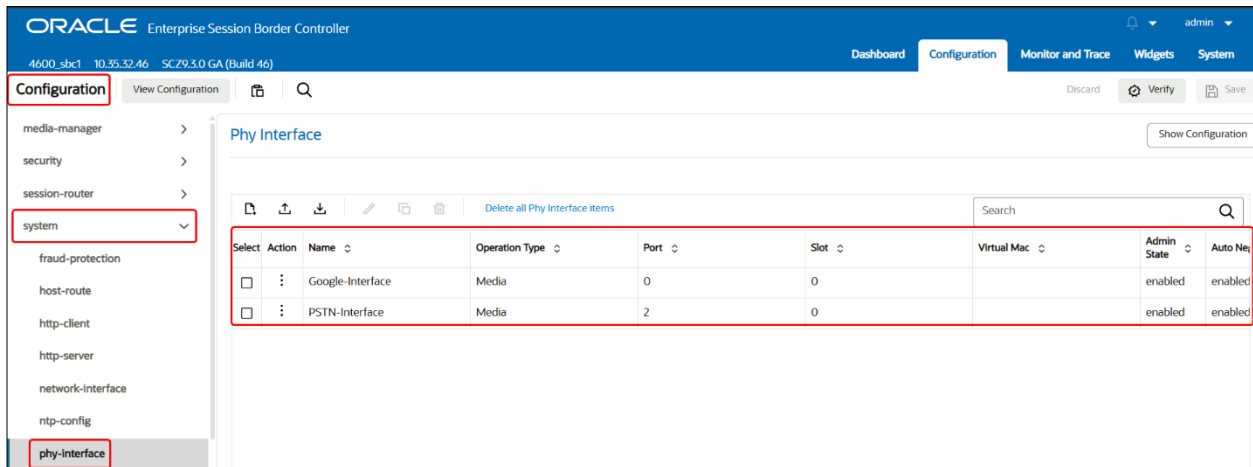 ORACLE Enterprise Session Border Controller
admin
4600_sbc1 10.35.32.46 SCZ9.3.0 GA (Build 46)
Dashboard Configuration Monitor and Trace Widgets System
Configuration View Configuration Discard Verify Save
media-manager
Phy Interface Show Configuration
security
session-router
Delete all Phy Interface items Search
system
Select Action Name Operation Type Port Slot Virtual Mac Admin State Auto Neg
fraud-protection
Google-Interface Media 0 0 enabled enabled
host-route
PSTN-Interface Media 2 0 enabled enabled
http-client
http-server
network-interface
ntp-config
phy-interface